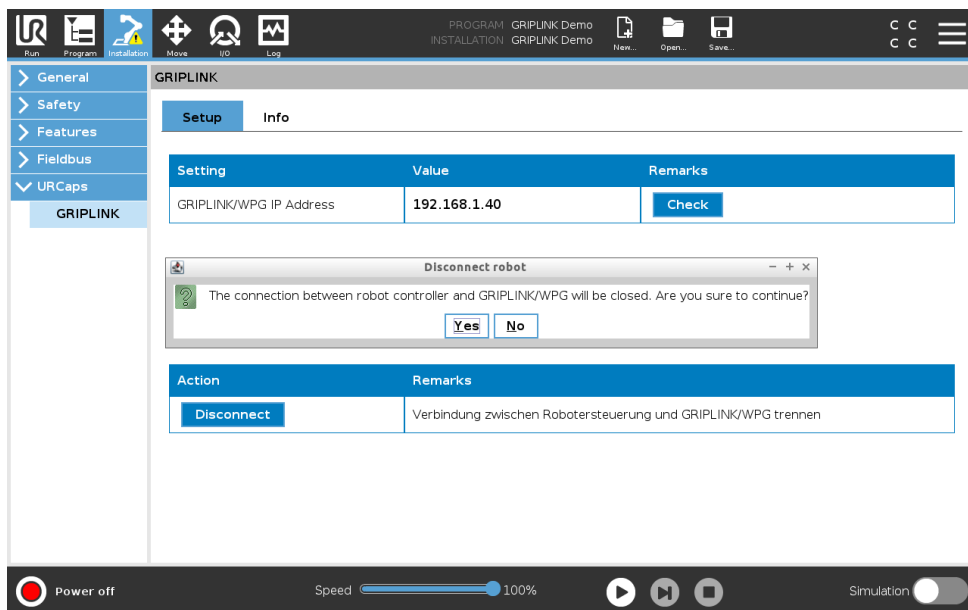 UR
PROGRAM GRIPLINK Demo
INSTALLATION GRIPLINK Demo
C C
C C
Run Program Installation Move I/O Log New... Open... Save...
General
GRIPLINK
Safety
Setup Info
Features
Fieldbus
Setting Value Remarks
URCaps
GRIPLINK/WPG IP Address 192.168.1.40 Check
GRIPLINK
Disconnect robot
The connection between robot controller and GRIPLINK/WPG will be closed. Are you sure to continue?
Yes No
Action Remarks
Disconnect Verbindung zwischen Robotersteuerung und GRIPLINK/WPG trennen
Power off Speed 100% Simulation